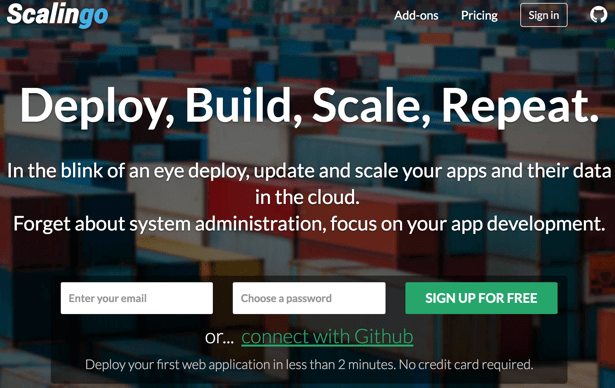 Scalingo
Add-ons
Pricing
Sign in
Deploy, Build, Scale, Repeat.
In the blink of an eye deploy, update and scale your apps and their data
in the cloud.
Forget about system administration, focus on your app development.
Enter your email
Choose a password
SIGN UP FOR FREE
or... connect with Github
Deploy your first web application in less than 2 minutes. No credit card required.